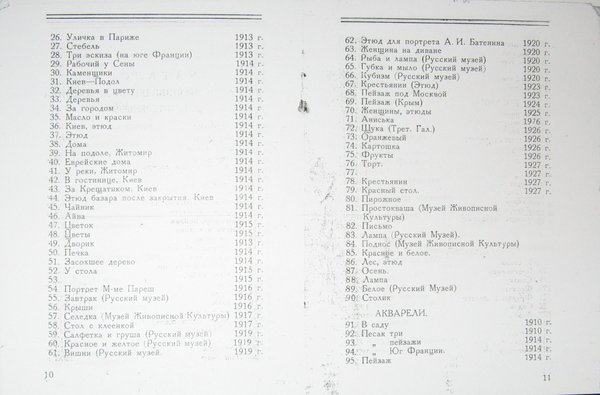 26. Уличка в Париже 1913 г.
27. Стебель 1913 г.
28. Три эскиза (на юге Франции) 1913 г.
29. Рабочий у Сены 1914 г.
30. Каменщики 1914 г.
31. Киев—Подол 1914 г.
32. Деревья в цвету 1914 г.
33. Деревья 1914 г.
34. За городом 1914 г.
35. Масло и краски 1914 г.
36. Киев, этюд 1914 г.
37. Этюд 1914 г.
38. Дома 1914 г.
39. На подоле, Житомир 1914 г.
40. Еврейские дома 1914 г.
41. У реки, Житомир 1914 г.
42. В гостинице, Киев 1914 г.
43. За Крещатиком, Киев 1914 г.
44. Этюд базара после закрытия. Киев 1914 г.
45. Чайник 1914 г.
46. Айва 1914 г.
47. Цветок 1915 г.
48. Цветы 1915 г.
49. Дворик 1913 г.
50. Печка 1915 г.
51. Засохшее дерево 1915 г.
52. У стола 1915 г.
53. 1915 г.
54. Портрет М-ме Пареш 1916 г.
55. Завтрак (Русский музей) 1916 г.
56. Крыши 1916 г.
57. Селедка (Музей Живописной Культуры) 1917 г.
58. Стол с клеенкой 1917 г.
59. Салфетка и груша (Русский музей) 1919 г.
60. Красное и желтое (Русский музей) 1919 г.
61. Вишни (Русский музей. 1919 г.
10
62. Этюд для портрета А. И. Батенина 1920 г.
63. Женщина на диване 1920 г.
64. Рыба и лампа (Русский музей) 1920 г.
65. Губка и мыло (Русский музей) 1920 г.
66. Кубизм (Русский музей) 1920 г.
67. Крестьянин (Этюд) 1923 г.
68. Пейзаж под Москвой 1923 г.
69. Пейзаж (Крым) 1924 г.
70. Женщины, этюды 1925 г.
71. Аниська 1926 г.
72. Щука (Трет. Гал.) 1926 г.
73. Оранжевый 1926 г.
74. Картошка 1926 г.
75. Фрукты 1926 г.
76. Торт. 1927 г.
77. 1927 г.
78. Крестьянин 1927 г.
79. Красный стол. 1927 г.
80. Пирожное
81. Простокваша (Музей Живописной
Культуры)
82. Письмо
83. Лампа (Русский Музей).
84. Поднос (Музей Живописной Культуры)
85. Красное и белое.
86. Лес, этюд
87. Осень.
88. Лампа
89. Белое (Русский Музей)
90. Столик
АКВАРЕЛИ.
91. В саду 1910 г.
92. Песак три 1910 г.
93. „ пейзажи 1914 г.
94. „ Юг Франции. 1914 г.
95. Пейзаж 1914 г.
11